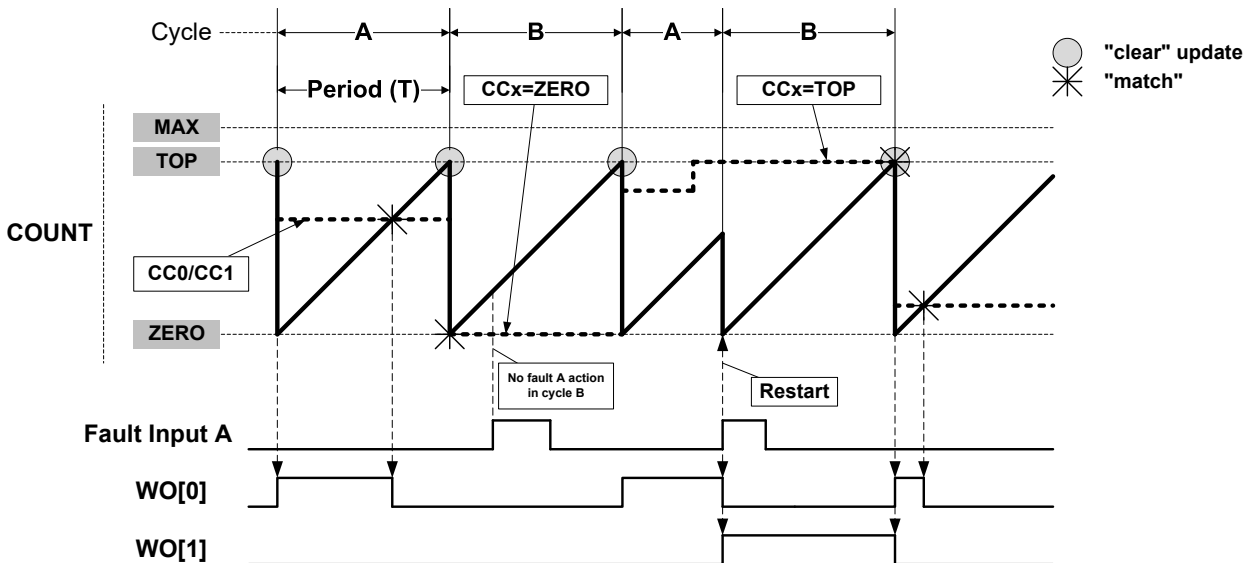 Cycle A B A B
"clear" update
"match"
Period (T)
CCx=ZERO
CCx=TOP
MAX
TOP
COUNT
CC0/CC1
ZERO
No fault A action
in cycle B
Restart
Fault Input A
WO[0]
WO[1]